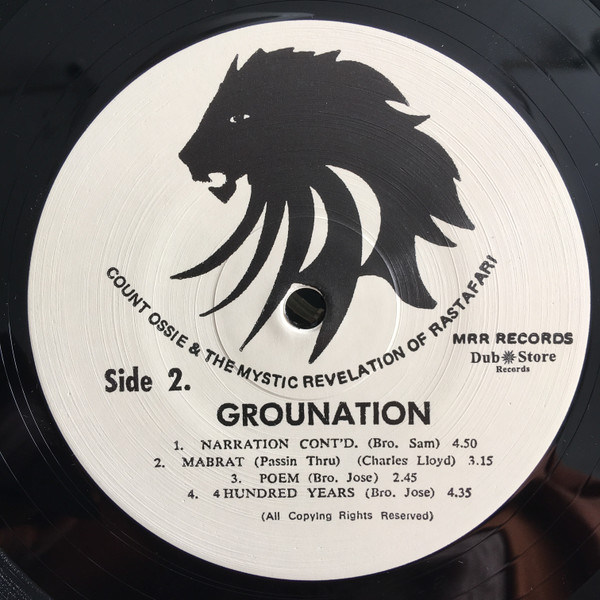 COUNT OSSIE & THE MYSTIC REVELATION OF RASTAFARI
MRR RECORDS
Dub Store
Records
Side 2.
GROUNATION
1. NARRATION CONT'D. (Bro. Sam) 4.50
2. MABRAT (Passin Thru) (Charles Lloyd) 3.15
3. POEM (Bro. Jose) 2.45
4. 4 HUNDRED YEARS (Bro. Jose) 4.35
(All Copying Rights Reserved)